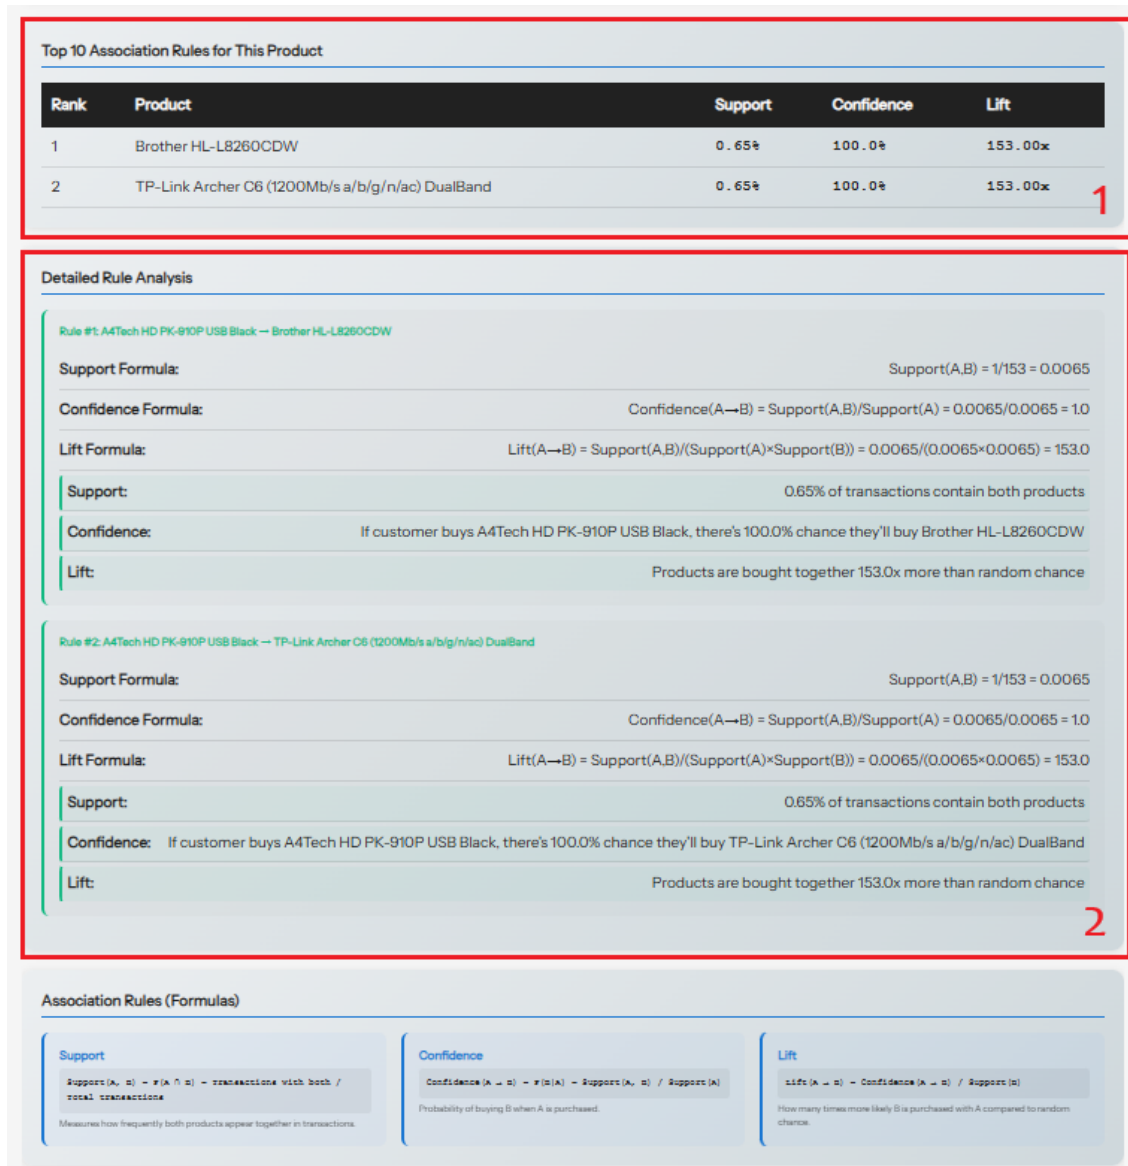 Top 10 Association Rules for This Product
Rank Product Support Confidence Lift
1 Brother HL-L8260CDW 0.65% 100.0% 153.00x
2 TP-Link Archer C6 (1200Mb/s a/b/g/n/ac) DualBand 0.65% 100.0% 153.00x
1
Detailed Rule Analysis
Rule #1: A4Tech HD PK-910P USB Black → Brother HL-L8260CDW
Support Formula: Support(A,B) = 1/153 = 0.0065
Confidence Formula: Confidence(A→B) = Support(A,B)/Support(A) = 0.0065/0.0065 = 1.0
Lift Formula: Lift(A→B) = Support(A,B)/(Support(A)×Support(B)) = 0.0065/(0.0065×0.0065) = 153.0
Support: 0.65% of transactions contain both products
Confidence: If customer buys A4Tech HD PK-910P USB Black, there's 100.0% chance they'll buy Brother HL-L8260CDW
Lift: Products are bought together 153.0x more than random chance
Rule #2: A4Tech HD PK-910P USB Black → TP-Link Archer C6 (1200Mb/s a/b/g/n/ac) DualBand
Support Formula: Support(A,B) = 1/153 = 0.0065
Confidence Formula: Confidence(A→B) = Support(A,B)/Support(A) = 0.0065/0.0065 = 1.0
Lift Formula: Lift(A→B) = Support(A,B)/(Support(A)×Support(B)) = 0.0065/(0.0065×0.0065) = 153.0
Support: 0.65% of transactions contain both products
Confidence: If customer buys A4Tech HD PK-910P USB Black, there's 100.0% chance they'll buy TP-Link Archer C6 (1200Mb/s a/b/g/n/ac) DualBand
Lift: Products are bought together 153.0x more than random chance
2
Association Rules (Formulas)
Support
Support(A, B) = P(A ∩ B) = Transactions with both /
Total transactions
Measures how frequently both products appear together in transactions.
Confidence
Confidence(A → B) = P(B|A) = Support(A, B) / Support(A)
Probability of buying B when A is purchased.
Lift
Lift(A → B) = Confidence(A → B) / Support(B)
How many times more likely B is purchased with A compared to random
chance.